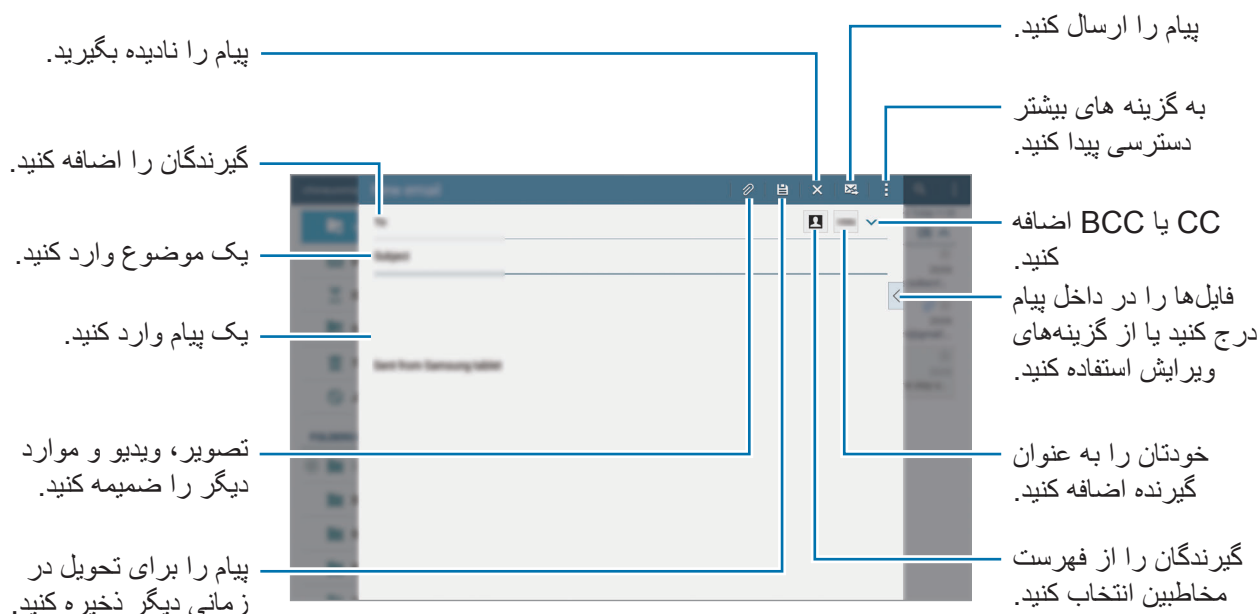 پیام را ارسال کنید.
به گزینه های بیشتر
دسترسی پیدا کنید.
CC یا BCC اضافه
کنید.
فایل‌ها را در داخل پیام
درج کنید یا از گزینه‌های
ویرایش استفاده کنید.
خودتان را به عنوان
گیرنده اضافه کنید.
گیرندگان را از فهرست
مخاطبین انتخاب کنید.
پیام را نادیده بگیرید.
گیرندگان را اضافه کنید.
یک موضوع وارد کنید.
یک پیام وارد کنید.
تصویر، ویدیو و موارد
دیگر را ضمیمه کنید.
پیام را برای تحویل در
زمانی دیگر ذخیره کنید.
Subject
Sent from Samsung tablet